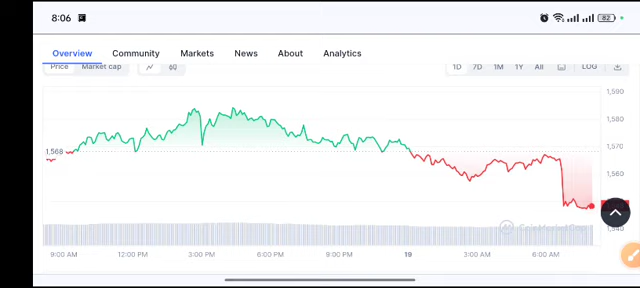 8:06
82
Overview Community Markets News About Analytics
Price Market cap 1D 7D 1M 1Y All LOG
1,590
1,580
1,570
1,568
1,560
1,540
CoinMarketCap
9:00 AM 12:00 PM 3:00 PM 6:00 PM 9:00 PM 19 3:00 AM 6:00 AM